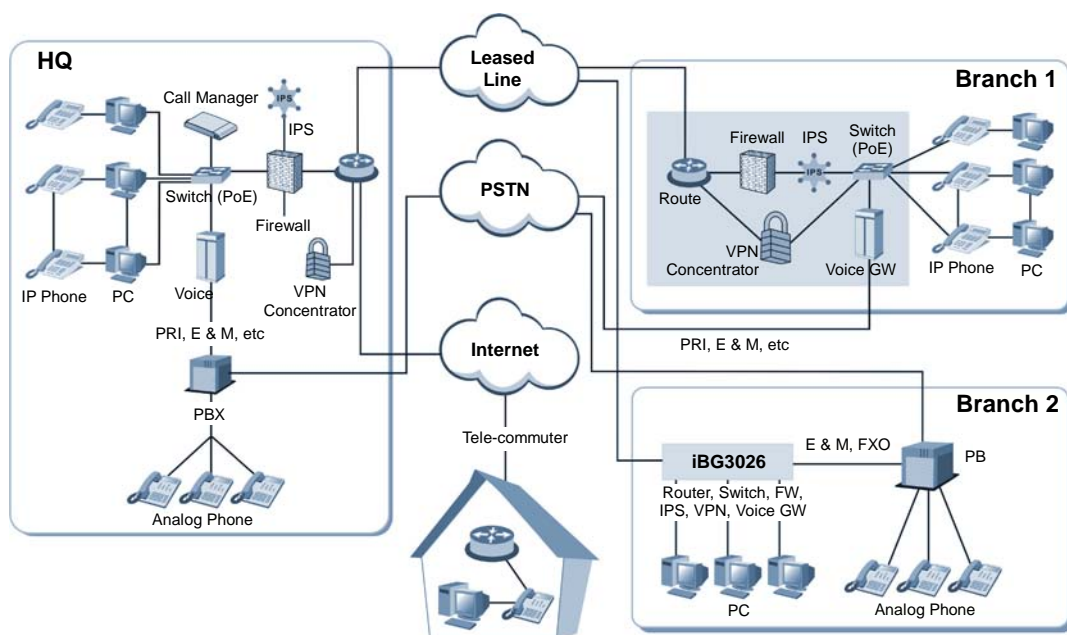 HQ
Call Manager
IPS
IPS
Switch (PoE)
Firewall
IP Phone
PC
Voice
VPN
Concentrator
PRI, E & M, etc
PBX
Analog Phone
Leased
Line
PSTN
Internet
Tele-commuter
Branch 1
Firewall
IPS
Switch
(PoE)
IPS
Route
VPN
Concentrator
Voice GW
IP Phone
PC
PRI, E & M, etc
Branch 2
E & M, FXO
PB
iBG3026
Router, Switch, FW,
IPS, VPN, Voice GW
PC
Analog Phone